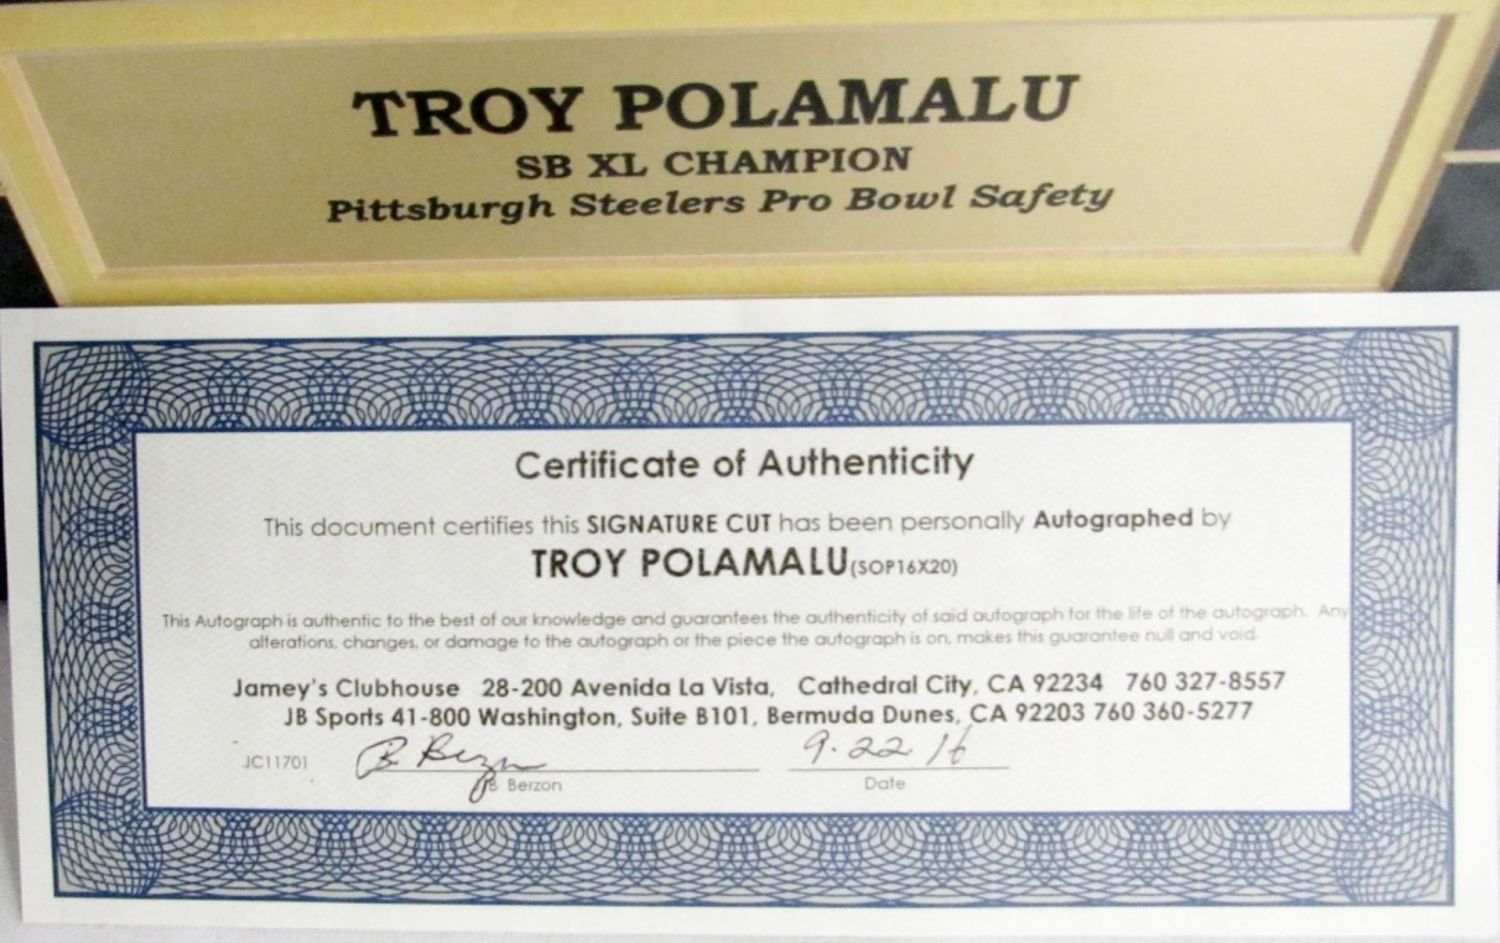 TROY POLAMALU
SB XL CHAMPION
Pittsburgh Steelers Pro Bowl Safety
Certificate of Authenticity
This document certifies this SIGNATURE CUT has been personally Autographed by
TROY POLAMALU(SOP16X20)
This Autograph is authentic to the best of our knowledge and guarantees the authenticity of said autograph for the life of the autograph. Any
alterations, changes, or damage to the autograph or the piece the autograph is on, makes this guarantee null and void.
Jamey's Clubhouse 28-200 Avenida La Vista, Cathedral City, CA 92234 760 327-8557
JB Sports 41-800 Washington, Suite B101, Bermuda Dunes, CA 92203 760 360-5277
JC11701 B Berzon 9.22 16
Berzon Date